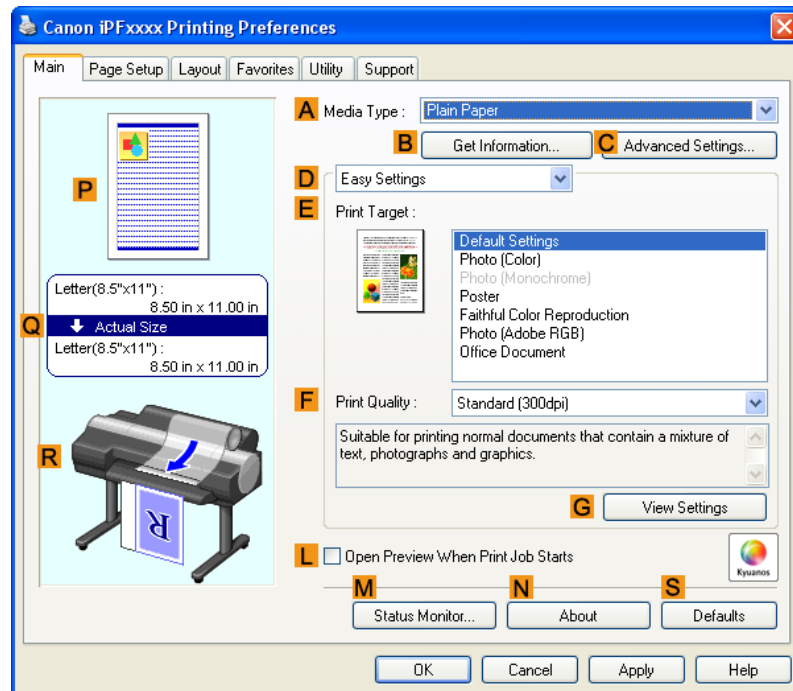 Canon iPFxxxx Printing Preferences
Main Page Setup Layout Favorites Utility Support
A Media Type : Plain Paper
B Get Information... C Advanced Settings...
D Easy Settings
P
E Print Target :
Default Settings
Photo (Color)
Photo (Monochrome)
Poster
Faithful Color Reproduction
Photo (Adobe RGB)
Office Document
Letter(8.5"x11") :
8.50 in x 11.00 in
Q Actual Size
Letter(8.5"x11") :
8.50 in x 11.00 in
F Print Quality : Standard (300dpi)
Suitable for printing normal documents that contain a mixture of
text, photographs and graphics.
R
R
G View Settings
L Open Preview When Print Job Starts
Kyuanos
M N S
Status Monitor... About Defaults
OK Cancel Apply Help